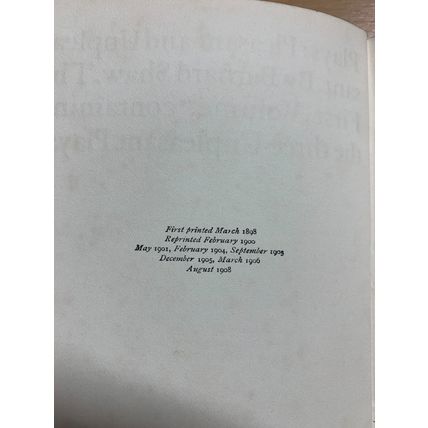 First printed March 1898
Reprinted February 1900
May 1901, February 1904, September 1905
December 1905, March 1906
August 1908